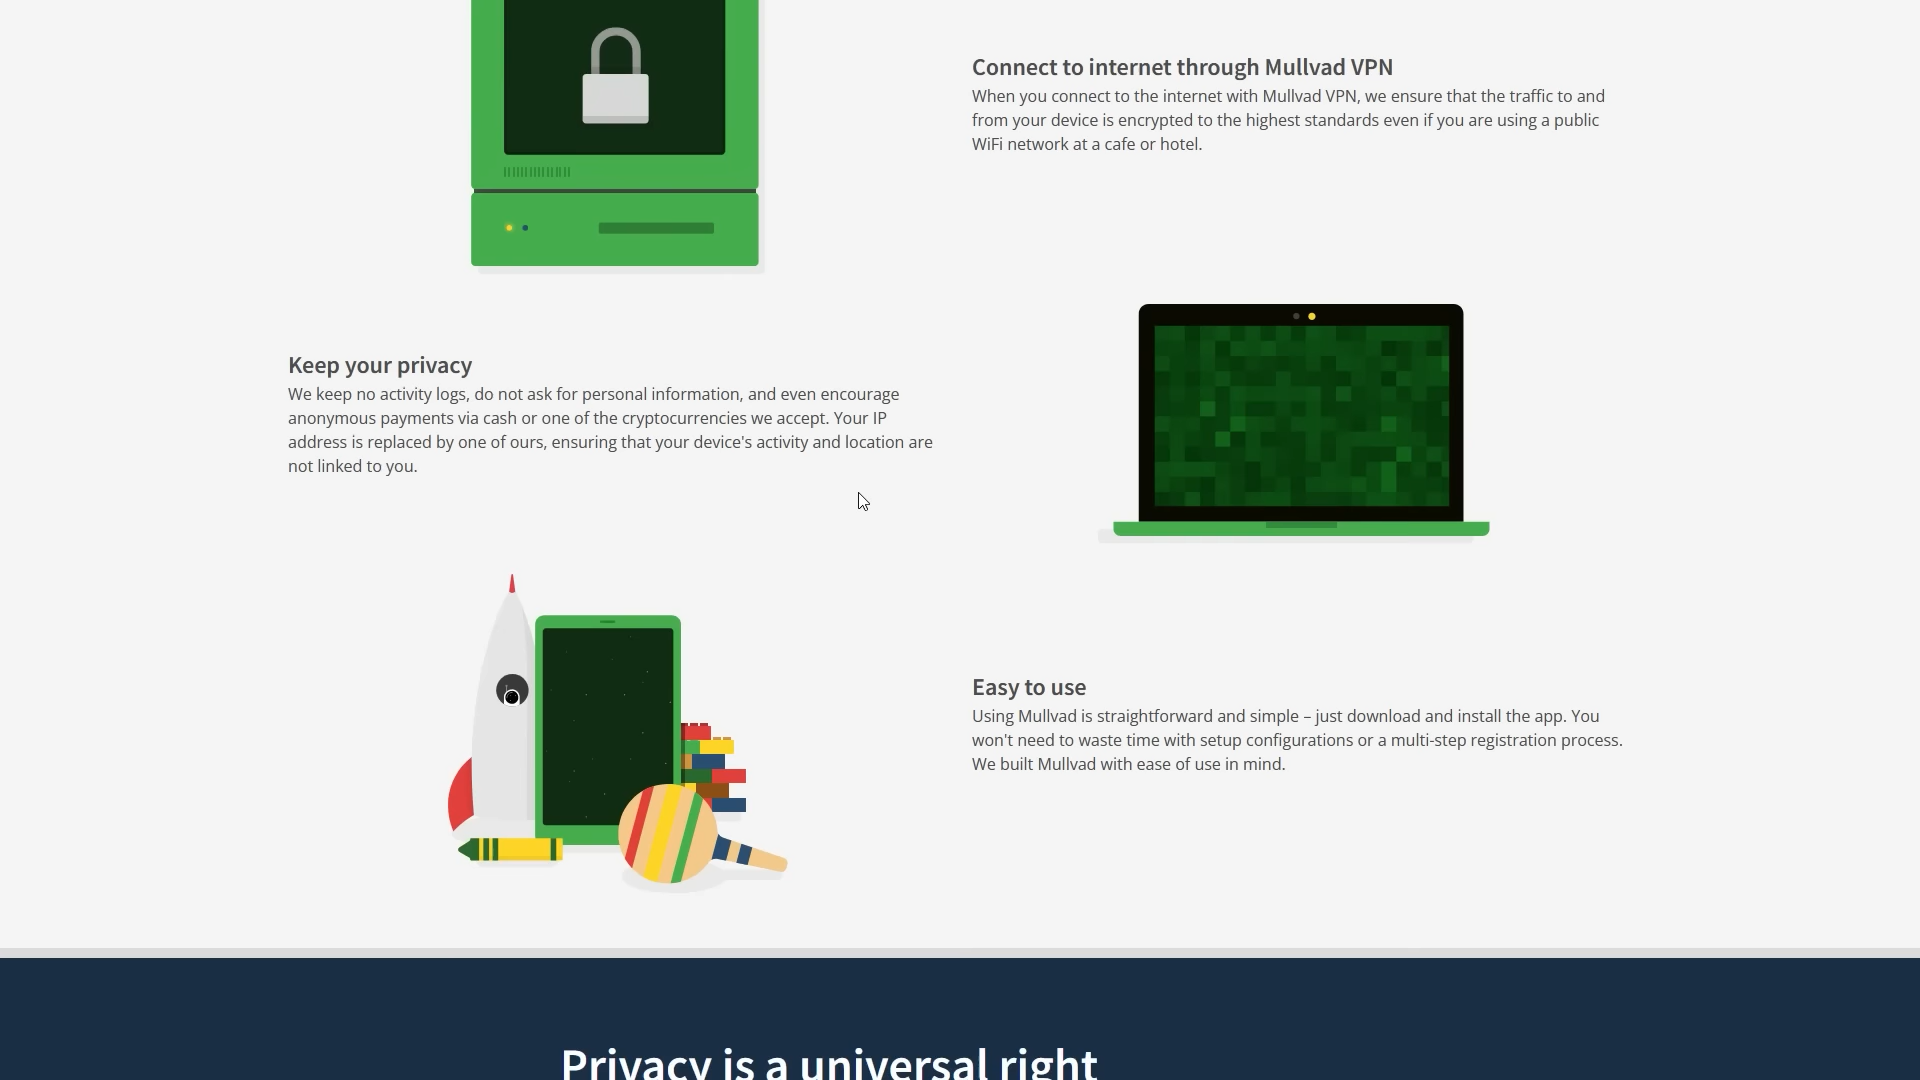 Connect to internet through Mullvad VPN
When you connect to the internet with Mullvad VPN, we ensure that the traffic to and
from your device is encrypted to the highest standards even if you are using a public
WiFi network at a cafe or hotel.
Keep your privacy
We keep no activity logs, do not ask for personal information, and even encourage
anonymous payments via cash or one of the cryptocurrencies we accept. Your IP
address is replaced by one of ours, ensuring that your device's activity and location are
not linked to you.
Easy to use
Using Mullvad is straightforward and simple – just download and install the app. You
won't need to waste time with setup configurations or a multi-step registration process.
We built Mullvad with ease of use in mind.
Privacy is a universal right